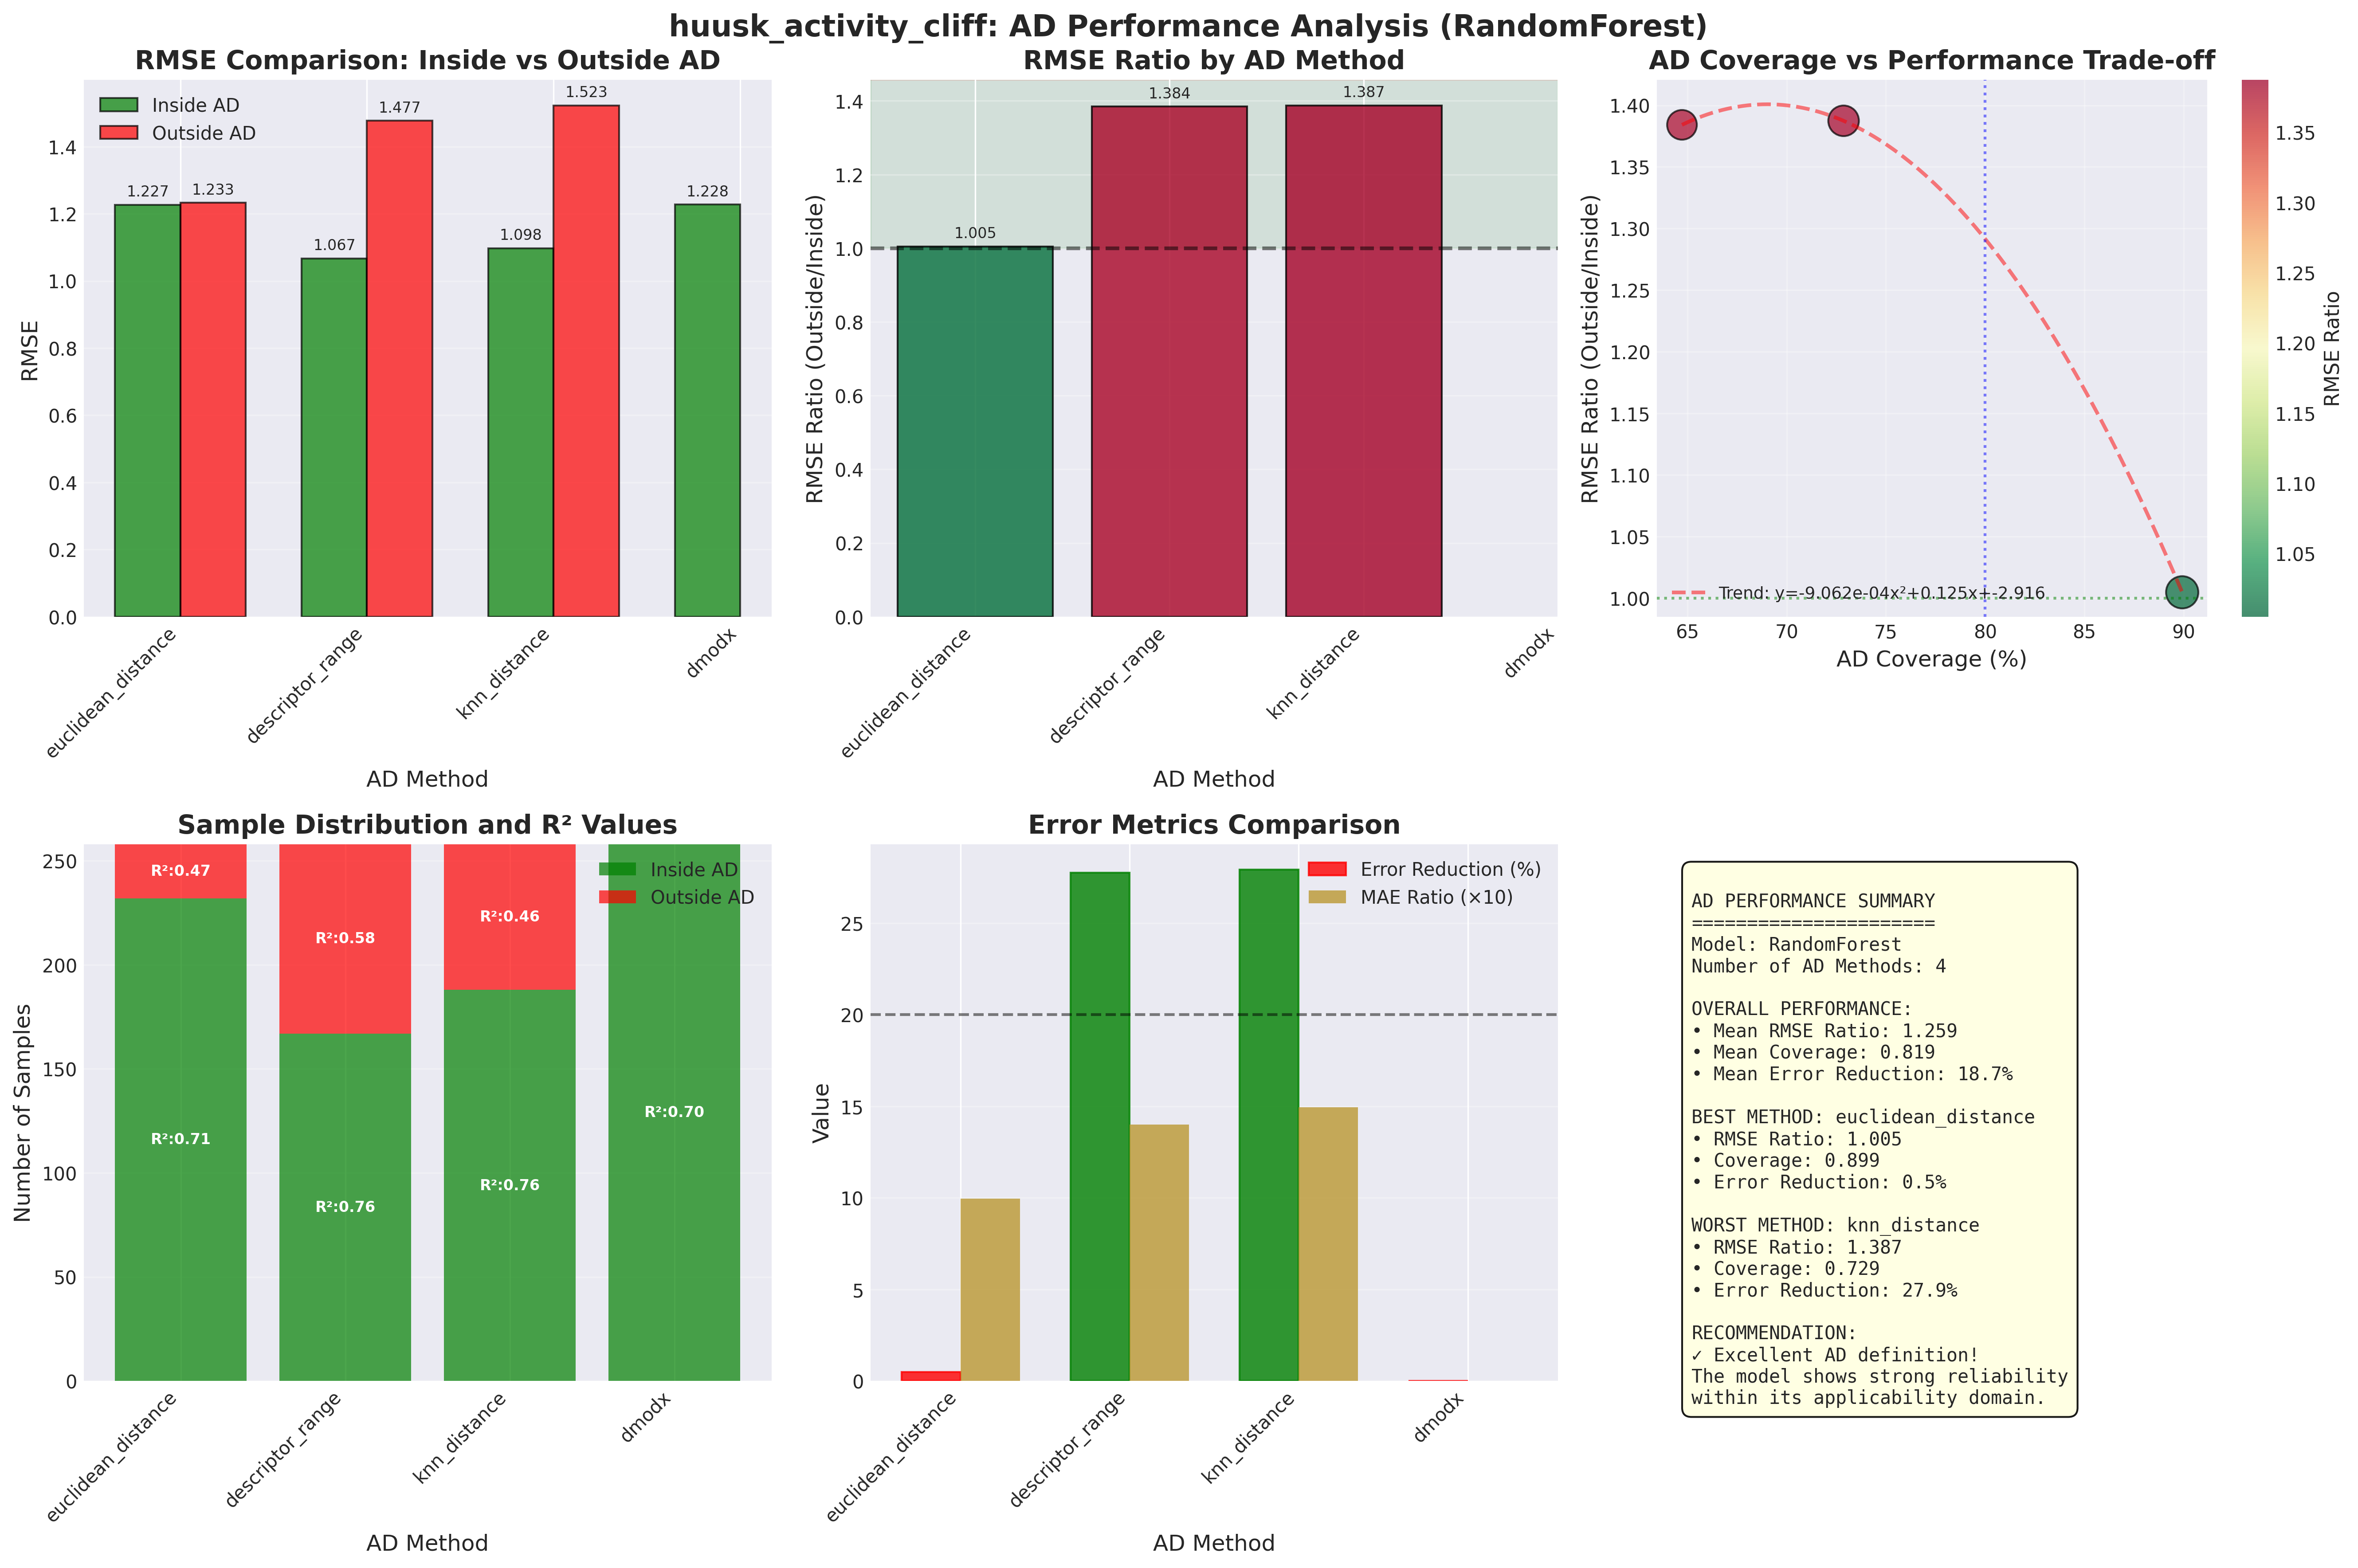 huusk_activity_cliff: AD Performance Analysis (RandomForest)
RMSE Comparison: Inside vs Outside AD
Inside AD
Outside AD
1.227
1.233
1.067
1.477
1.098
1.523
1.228
RMSE
0.0
0.2
0.4
0.6
0.8
1.0
1.2
1.4
euclidean_distance
descriptor_range
knn_distance
dmodx
AD Method
RMSE Ratio by AD Method
1.005
1.384
1.387
RMSE Ratio (Outside/Inside)
0.0
0.2
0.4
0.6
0.8
1.0
1.2
1.4
euclidean_distance
descriptor_range
knn_distance
dmodx
AD Method
AD Coverage vs Performance Trade-off
RMSE Ratio (Outside/Inside)
1.40
1.35
1.30
1.25
1.20
1.15
1.10
1.05
1.00
Trend: y=-9.062e-04x²+0.125x+-2.916
65
70
75
80
85
90
AD Coverage (%)
1.35
1.30
1.25
1.20
1.15
1.10
1.05
RMSE Ratio
Sample Distribution and R² Values
Inside AD
Outside AD
R²:0.47
R²:0.71
R²:0.58
R²:0.76
R²:0.46
R²:0.76
R²:0.70
Number of Samples
0
50
100
150
200
250
euclidean_distance
descriptor_range
knn_distance
dmodx
AD Method
Error Metrics Comparison
Error Reduction (%)
MAE Ratio (×10)
Value
0
5
10
15
20
25
euclidean_distance
descriptor_range
knn_distance
dmodx
AD Method
AD PERFORMANCE SUMMARY
======================
Model: RandomForest
Number of AD Methods: 4
OVERALL PERFORMANCE:
• Mean RMSE Ratio: 1.259
• Mean Coverage: 0.819
• Mean Error Reduction: 18.7%
BEST METHOD: euclidean_distance
• RMSE Ratio: 1.005
• Coverage: 0.899
• Error Reduction: 0.5%
WORST METHOD: knn_distance
• RMSE Ratio: 1.387
• Coverage: 0.729
• Error Reduction: 27.9%
RECOMMENDATION:
✓ Excellent AD definition!
The model shows strong reliability
within its applicability domain.